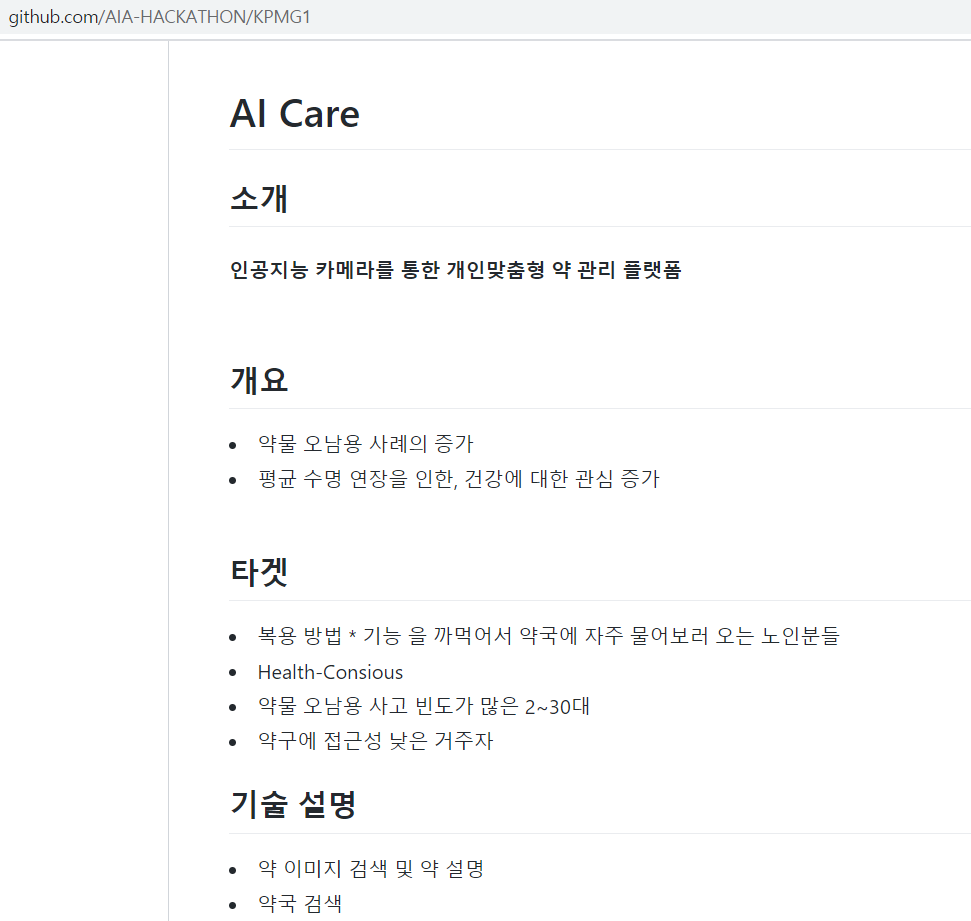 github.com/AIA-HACKATHON/KPMG1
AI Care
소개
인공지능 카메라를 통한 개인맞춤형 약 관리 플랫폼
개요
약물 오남용 사례의 증가
평균 수명 연장을 인한, 건강에 대한 관심 증가
타겟
복용 방법 * 기능 을 까먹어서 약국에 자주 물어보러 오는 노인분들
Health-Consious
약물 오남용 사고 빈도가 많은 2~30대
약구에 접근성 낮은 거주자
기술 설명
약 이미지 검색 및 약 설명
약국 검색